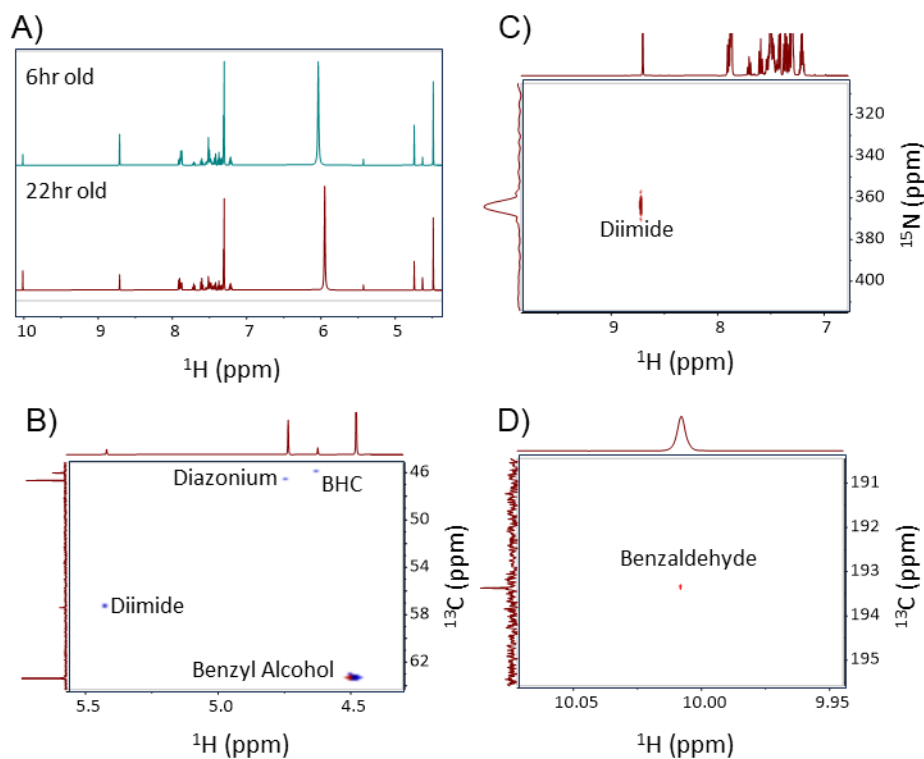 A)
6hr old
22hr old
10 9 8 7 6 5
¹H (ppm)
C)
320
340
360
380
400
¹⁵N (ppm)
Diimide
9 8 7
¹H (ppm)
B)
Diazonium
BHC
Diimide
Benzyl Alcohol
46
50
54
58
62
¹³C (ppm)
5.5 5.0 4.5
¹H (ppm)
D)
Benzaldehyde
191
192
193
194
195
¹³C (ppm)
10.05 10.00 9.95
¹H (ppm)